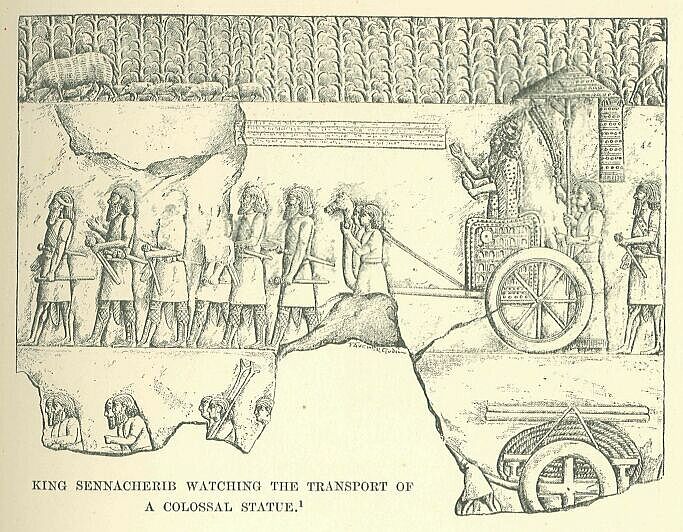 KING SENNACHERIB WATCHING THE TRANSPORT OF
A COLOSSAL STATUE.¹